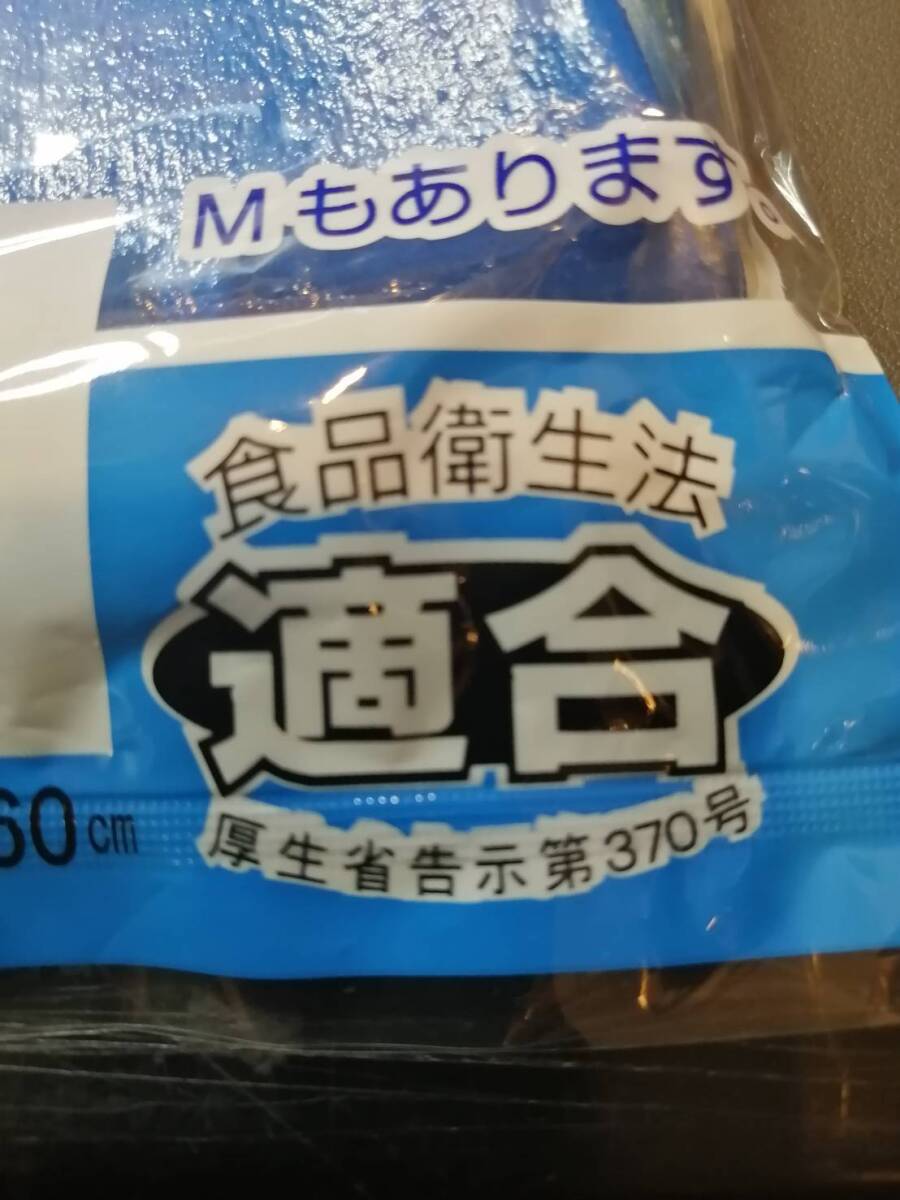 Mもあります。
食品衛生法
適合
60cm
厚生省告示第370号